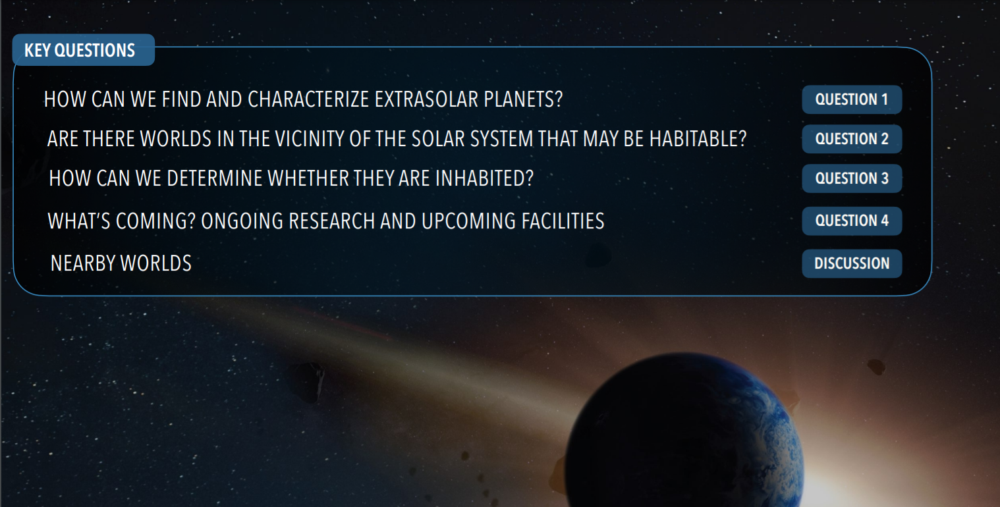 KEY QUESTIONS
HOW CAN WE FIND AND CHARACTERIZE EXTRASOLAR PLANETS? QUESTION 1
ARE THERE WORLDS IN THE VICINITY OF THE SOLAR SYSTEM THAT MAY BE HABITABLE? QUESTION 2
HOW CAN WE DETERMINE WHETHER THEY ARE INHABITED? QUESTION 3
WHAT’S COMING? ONGOING RESEARCH AND UPCOMING FACILITIES QUESTION 4
NEARBY WORLDS DISCUSSION